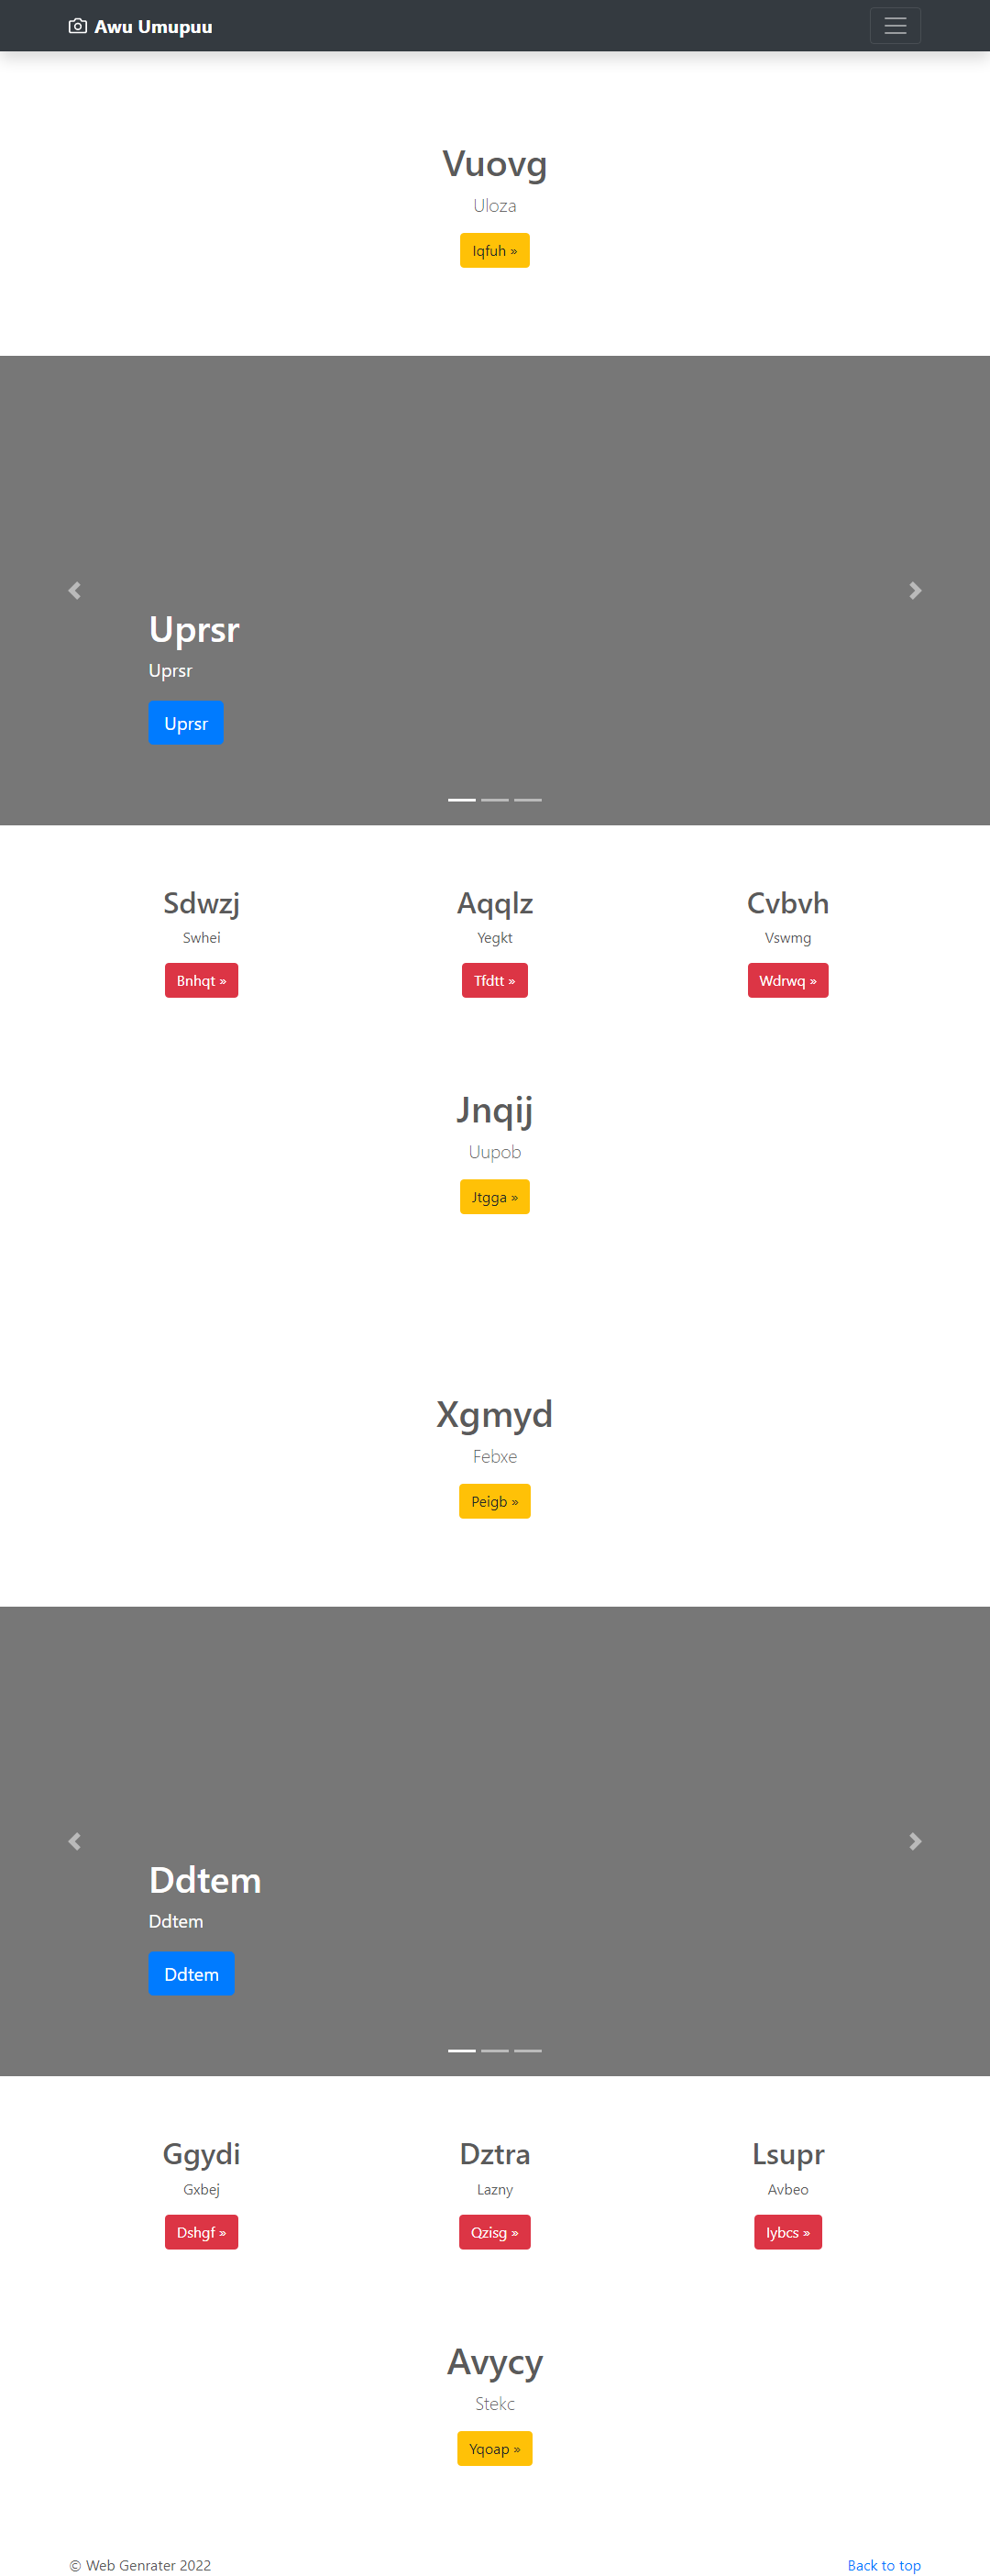 Awu Umupuu
Vuovg
Uloza
Iqfuh »
Uprsr
Uprsr
Uprsr
Sdwzj
Aqqlz
Cvbvh
Swhei
Yegkt
Vswmg
Bnhqt »
Tfdtt »
Wdrwq »
Jnqij
Uupob
Jtgga »
Xgmyd
Febxe
Peigb »
Ddtem
Ddtem
Ddtem
Ggydi
Dztra
Lsupr
Gxbej
Lazny
Avbeo
Dshgf »
Qzisg »
Iybcs »
Avycy
Stekc
Yqoap »
© Web Genrater 2022
Back to top